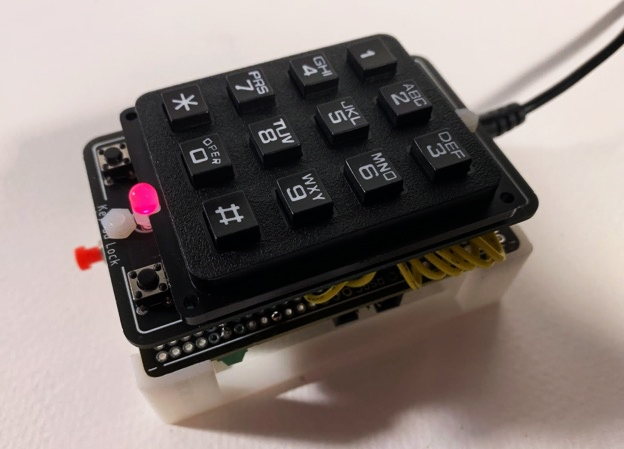 1
ABC
2
DEF
3
GHI
4
JKL
5
MNO
6
PRS
7
TUV
8
WXY
9
*
OPER
0
#
Lock